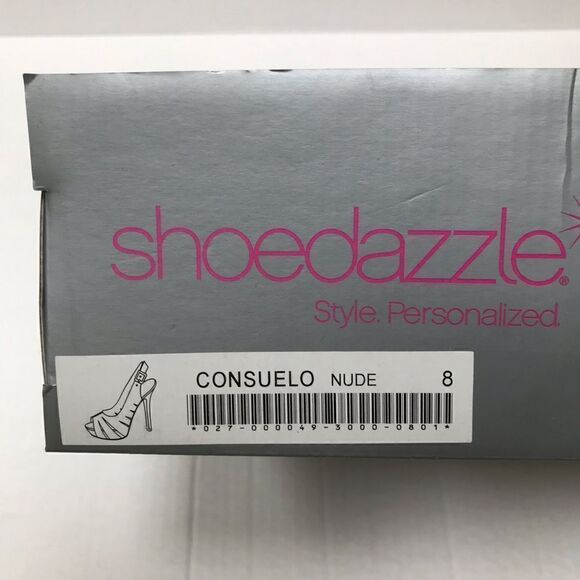 shoedazzle®
Style. Personalized.
CONSUELO NUDE 8
*027-000049-3000-0801*